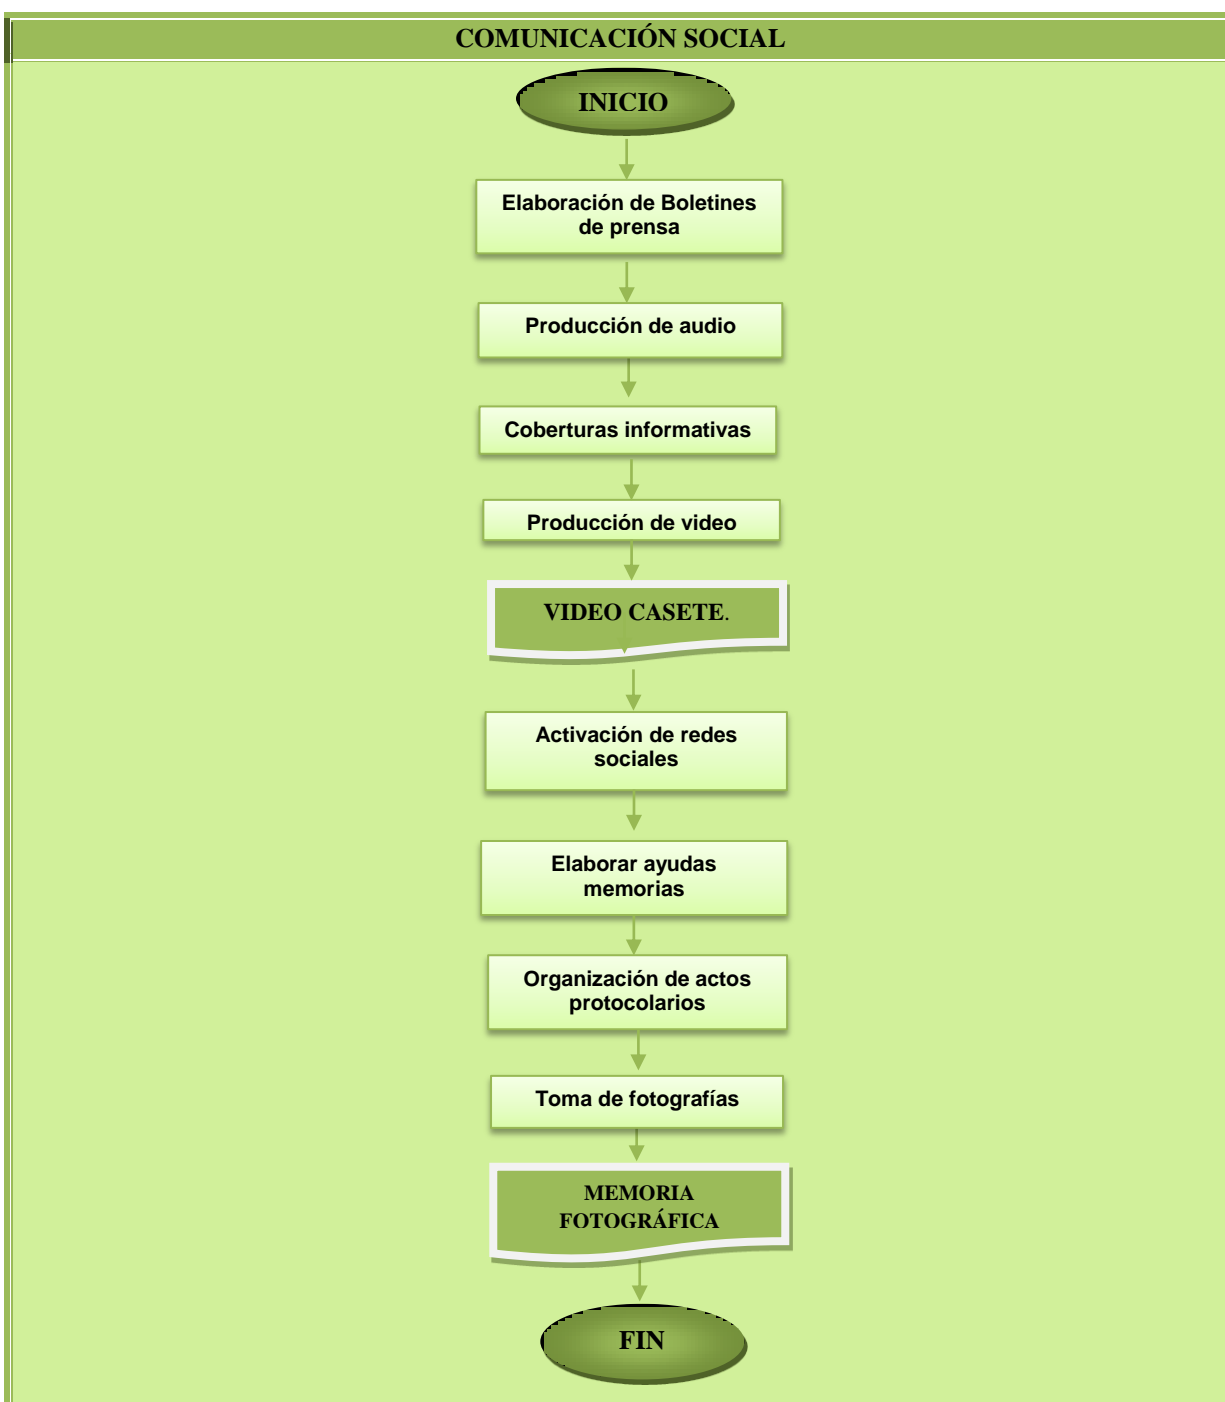 COMUNICACIÓN SOCIAL
INICIO
Elaboración de Boletines
de prensa
Producción de audio
Coberturas informativas
Producción de video
VIDEO CASETE.
Activación de redes
sociales
Elaborar ayudas
memorias
Organización de actos
protocolarios
Toma de fotografías
MEMORIA
FOTOGRÁFICA
FIN